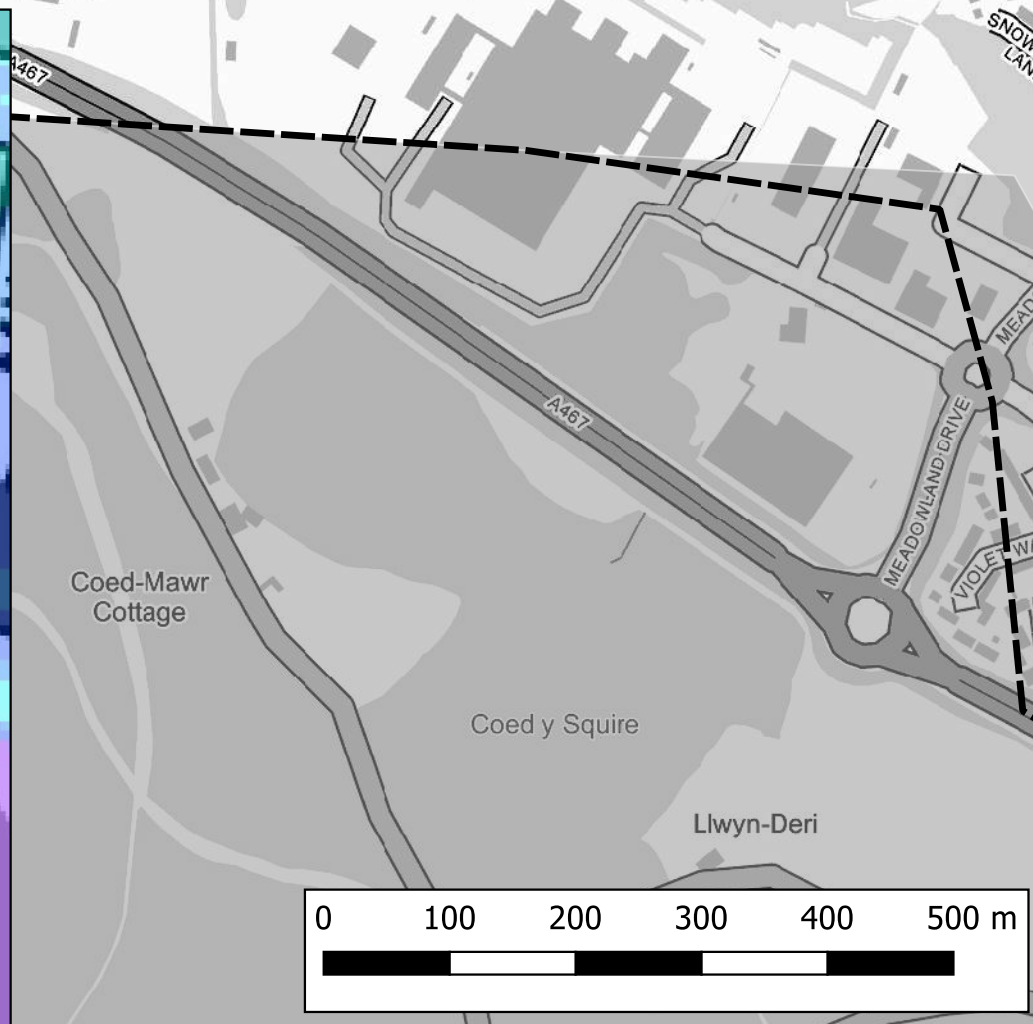 SNOW
LAN
A467
MEAD
A467
MEADOWLAND DRIVE
VIOLET WA
Coed-Mawr
Cottage
Coed y Squire
Llwyn-Deri
0 100 200 300 400 500 m